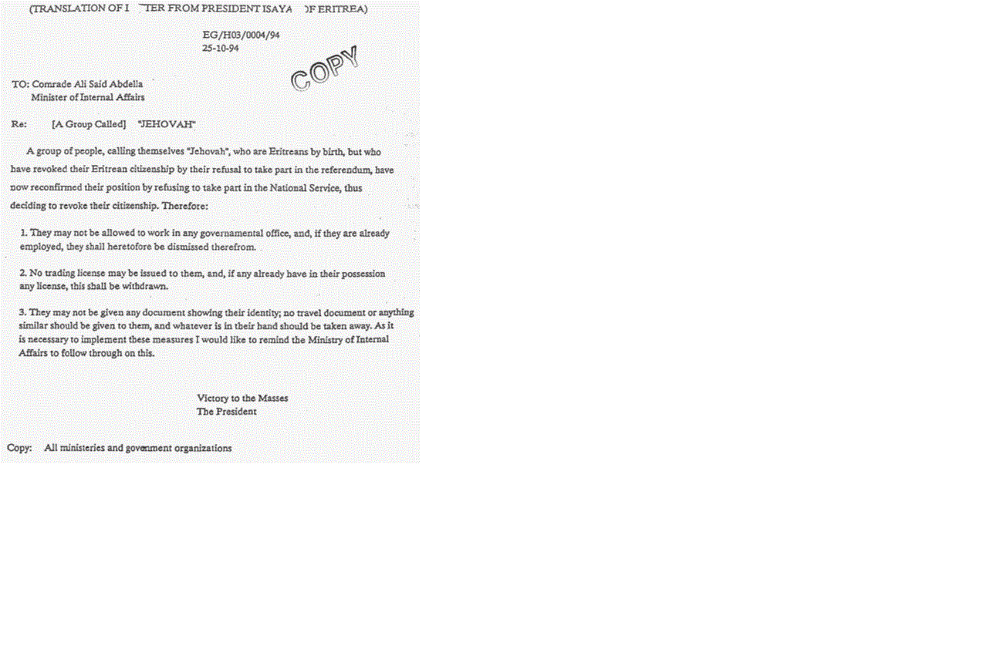 (TRANSLATION OF TER FROM PRESIDENT ISAYA OF ERITREA)
EG/H03/0004/94
25-10-94
COPY
TO: Comrade Ali Said Abdella
Minister of Internal Affairs
Re: [A Group Called] "JEHOVAH"
A group of people, calling themselves "Jehovah", who are Eritreans by birth, but who
have revoked their Eritrean citizenship by their refusal to take part in the referendum, have
now reconfirmed their position by refusing to take part in the National Service, thus
deciding to revoke their citizenship. Therefore:
1. They may not be allowed to work in any governamental office, and, if they are already
employed, they shall heretofore be dismissed therefrom.
2. No trading license may be issued to them, and, if any already have in their possession
any license, this shall be withdrawn.
3. They may not be given any document showing their identity; no travel document or anything
similar should be given to them, and whatever is in their hand should be taken away. As it
is necessary to implement these measures I would like to remind the Ministry of Internal
Affairs to follow through on this.
Victory to the Masses
The President
Copy: All ministeries and government organizations